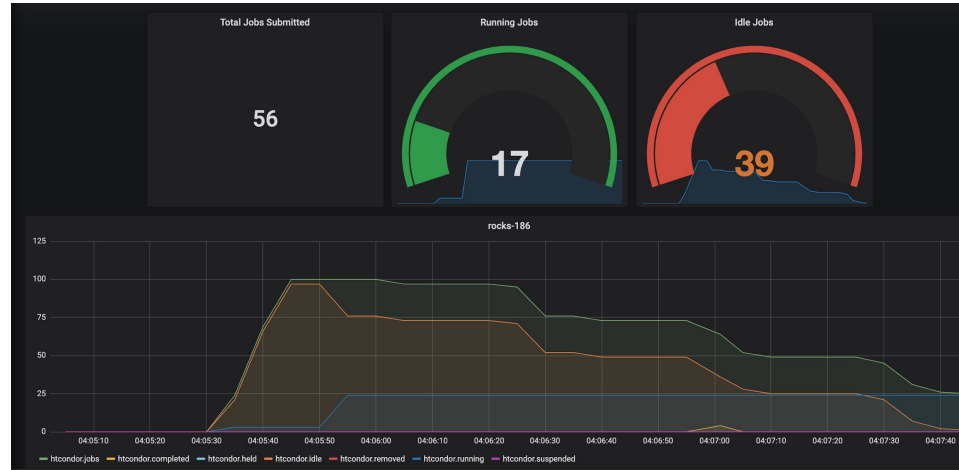 Total Jobs Submitted
Running Jobs
Idle Jobs
56
17
39
rocks-186
125
100
75
50
25
0
04:05:10 04:05:20 04:05:30 04:05:40 04:05:50 04:06:00 04:06:10 04:06:20 04:06:30 04:06:40 04:06:50 04:07:00 04:07:10 04:07:20 04:07:30 04:07:40
htcondor.jobs htcondor.completed htcondor.held htcondor.idle htcondor.removed htcondor.running htcondor.suspended